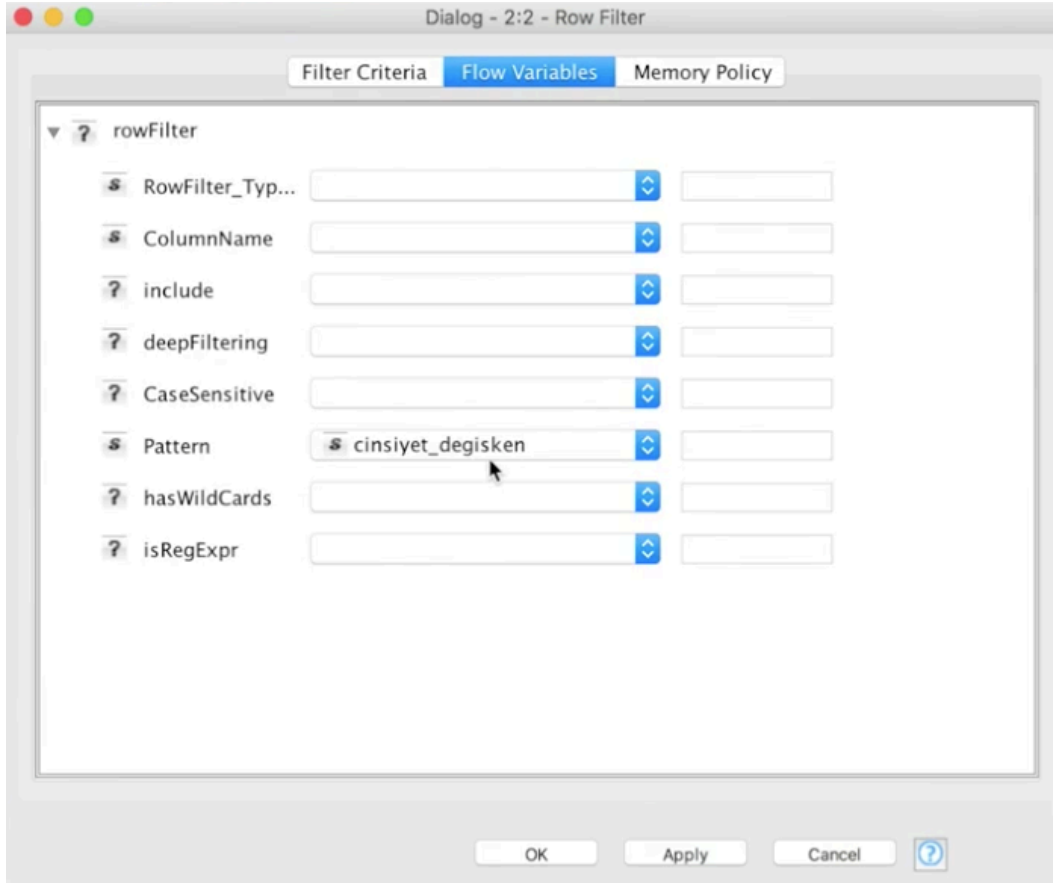 Dialog - 2:2 - Row Filter
Filter Criteria Flow Variables Memory Policy
? rowFilter
s RowFilter_Typ...
s ColumnName
? include
? deepFiltering
? CaseSensitive
s Pattern s cinsiyet_degisken
? hasWildCards
? isRegExpr
OK Apply Cancel ?